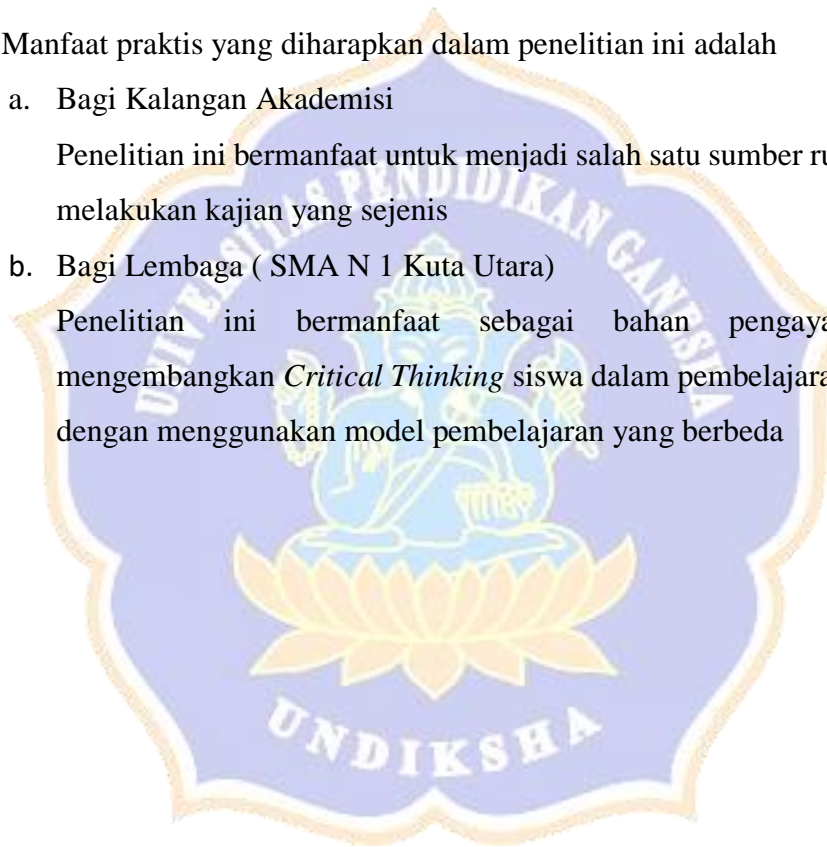 Manfaat praktis yang diharapkan dalam penelitian ini adalah
a. Bagi Kalangan Akademisi
Penelitian ini bermanfaat untuk menjadi salah satu sumber
melakukan kajian yang sejenis
b. Bagi Lembaga ( SMA N 1 Kuta Utara)
Penelitian ini bermanfaat sebagai bahan
mengembangkan Critical Thinking siswa dalam
dengan menggunakan model pembelajaran yang berbeda
UNIVERSITAS PENDIDIKAN GANESHA
UNDIKSHA